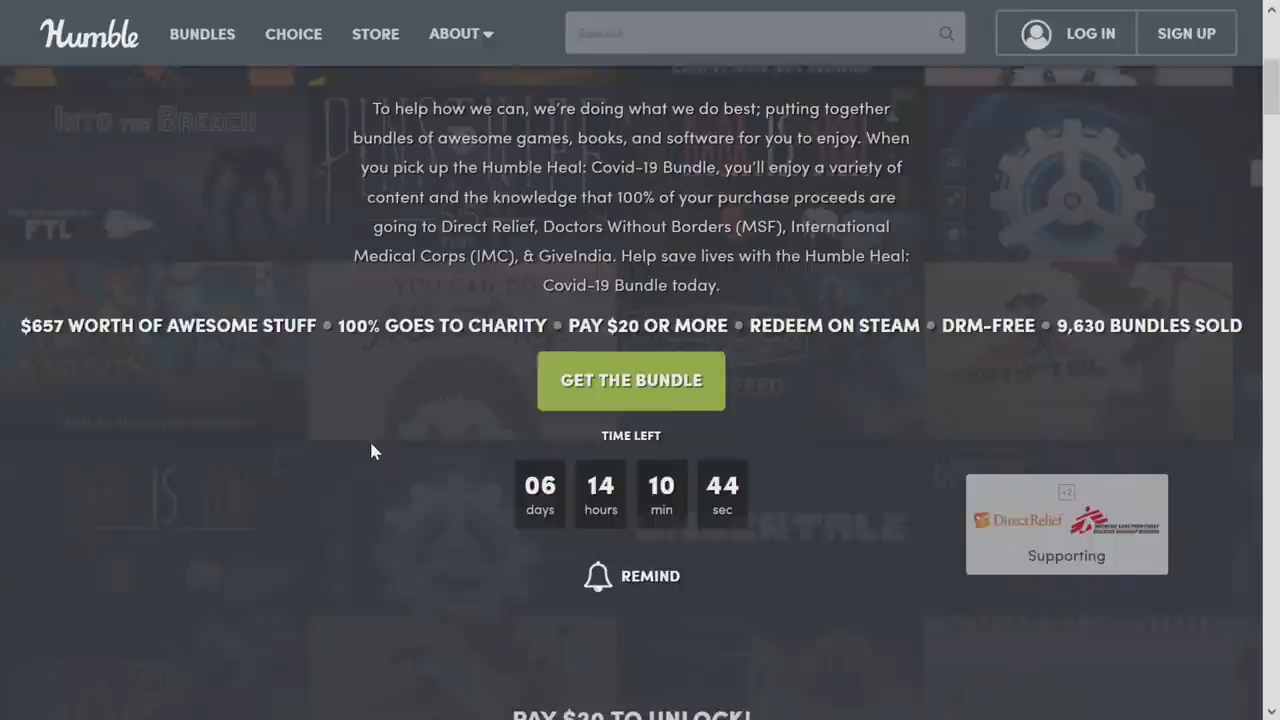 Humble
BUNDLES
CHOICE
STORE
ABOUT
LOG IN
SIGN UP
INTO THE BREACH
FTL
To help how we can, we're doing what we do best; putting together
bundles of awesome games, books, and software for you to enjoy. When
you pick up the Humble Heal: Covid-19 Bundle, you'll enjoy a variety of
content and the knowledge that 100% of your purchase proceeds are
going to Direct Relief, Doctors Without Borders (MSF), International
Medical Corps (IMC), & GiveIndia. Help save lives with the Humble Heal:
Covid-19 Bundle today.
$657 WORTH OF AWESOME STUFF • 100% GOES TO CHARITY • PAY $20 OR MORE • REDEEM ON STEAM • DRM-FREE • 9,630 BUNDLES SOLD
GET THE BUNDLE
TIME LEFT
06 14 10 44
days hours min sec
REMIND
+2
DirectRelief
Supporting
PAY $20 TO UNLOCK!